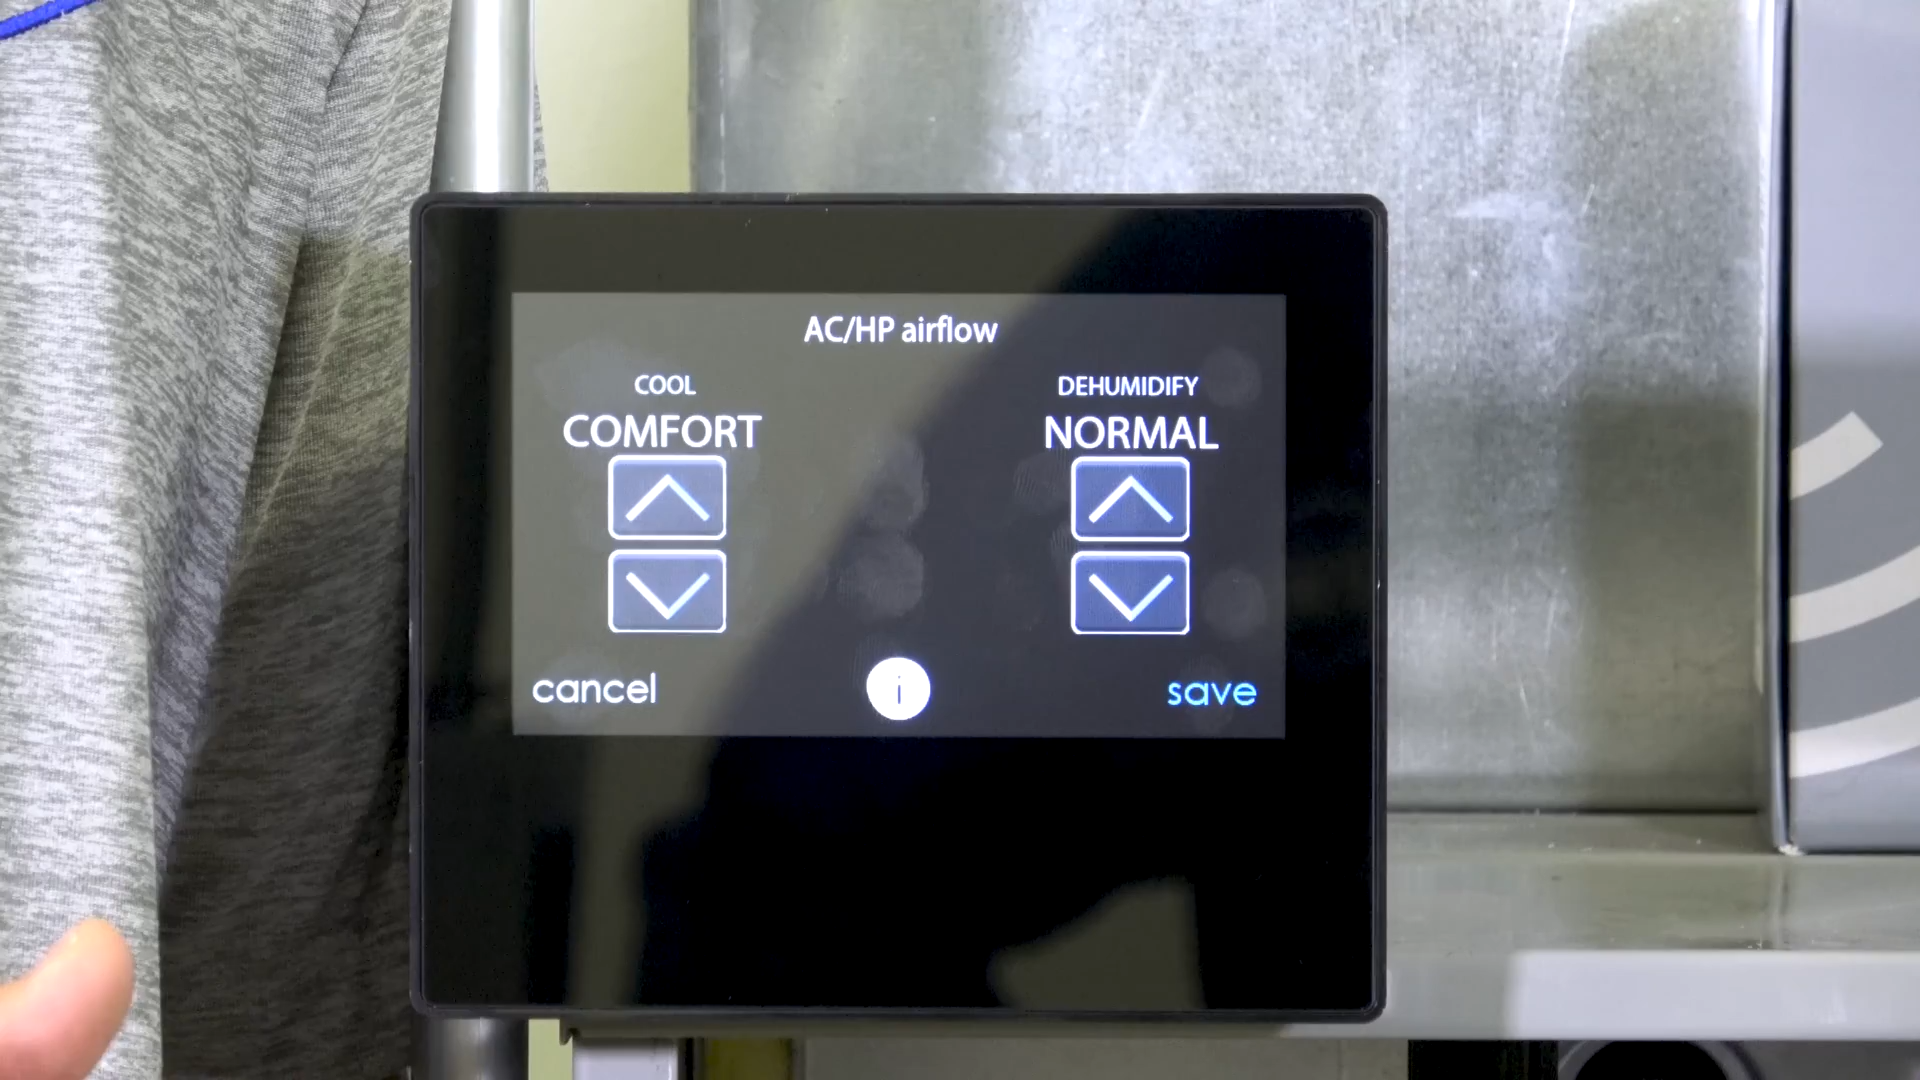 AC/HP airflow
COOL
COMFORT
DEHUMIDIFY
NORMAL
cancel
i
save